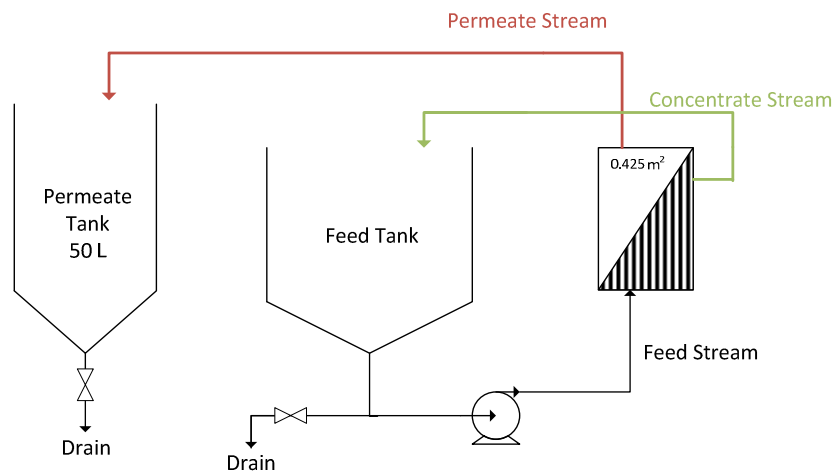 Permeate Stream
Concentrate Stream
0.425 m²
Permeate
Tank
50 L
Feed Tank
Feed Stream
Drain
Drain